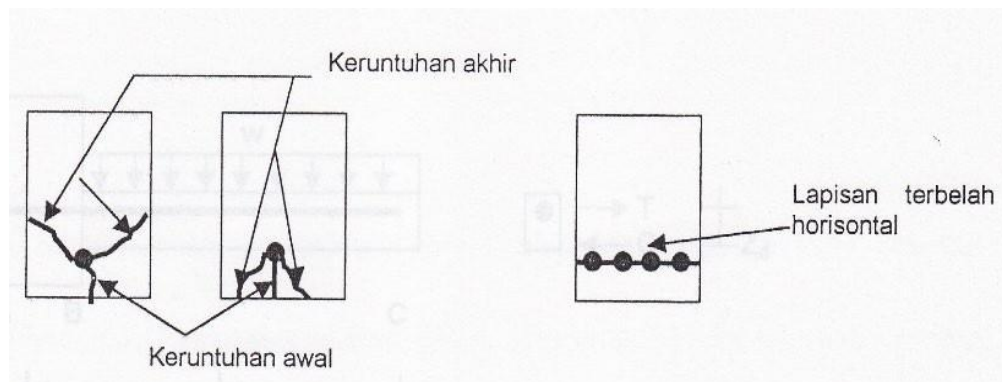 Keruntuhan akhir
Lapisan terbelah
horisontal
Keruntuhan awal
W
T
C
B
C